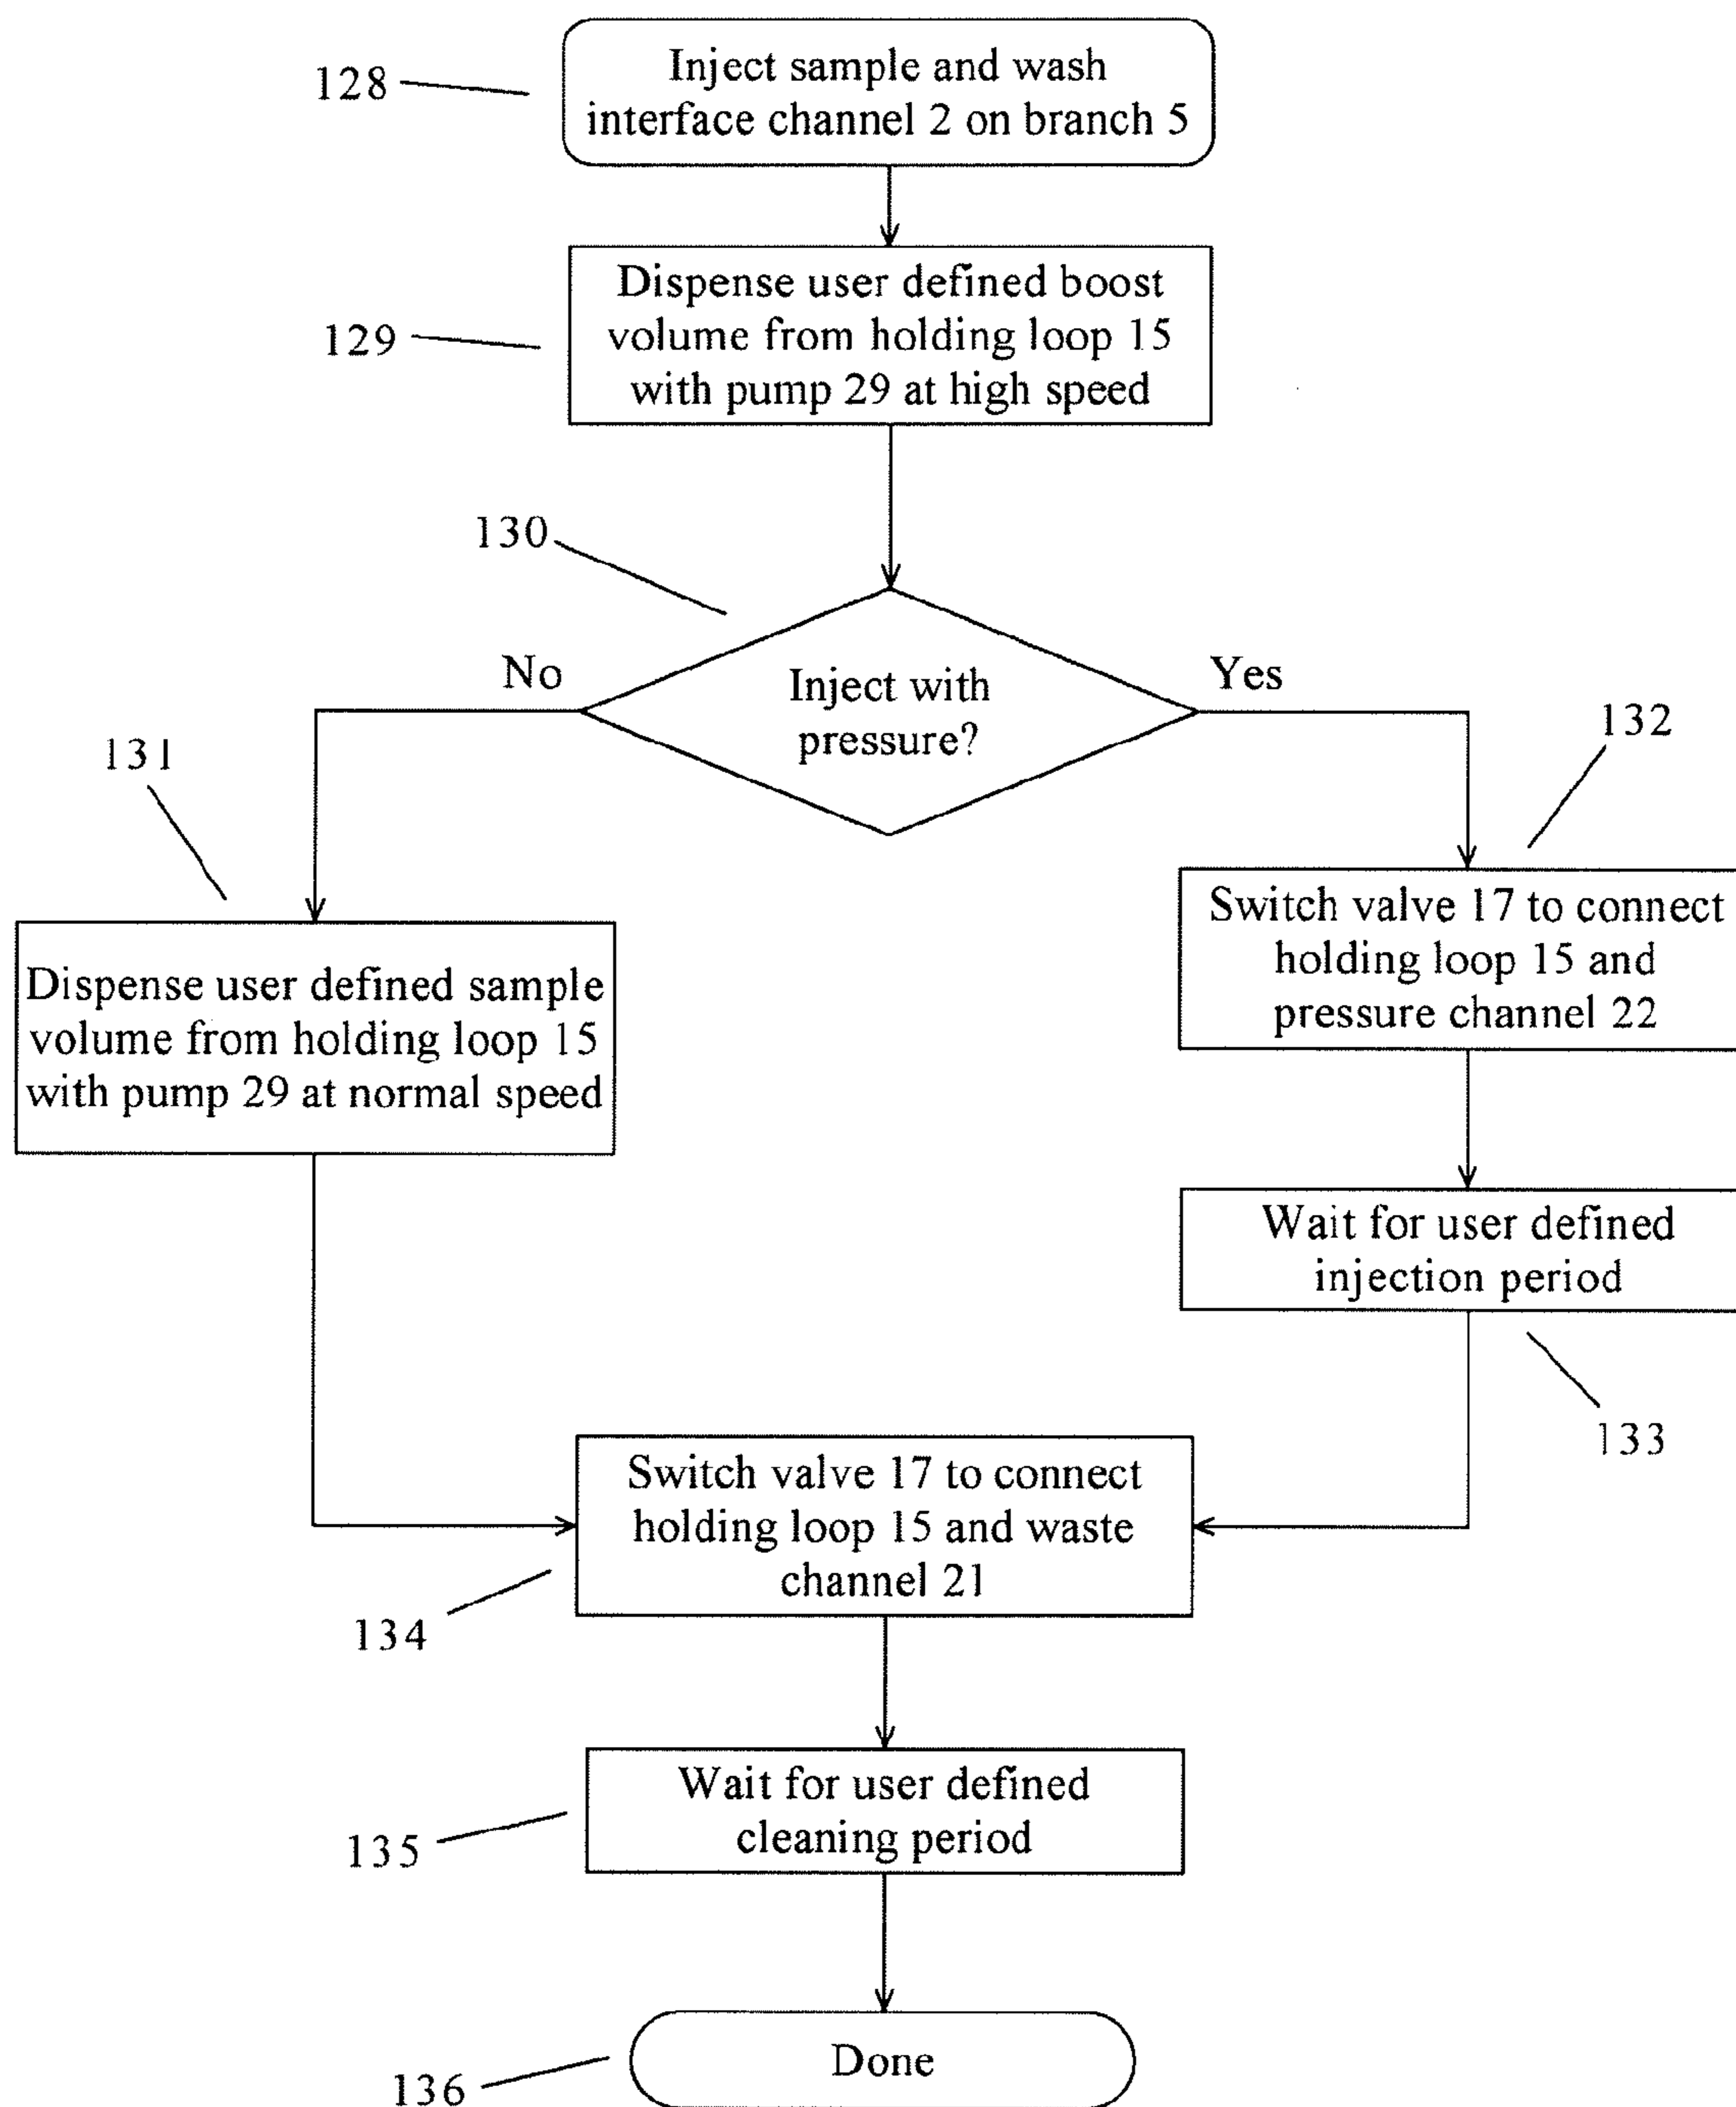 128
Inject sample and wash
interface channel 2 on branch 5
129
Dispense user defined boost
volume from holding loop 15
with pump 29 at high speed
130
No
Inject with
pressure?
Yes
131
132
Dispense user defined sample
volume from holding loop 15
with pump 29 at normal speed
Switch valve 17 to connect
holding loop 15 and
pressure channel 22
Wait for user defined
injection period
133
Switch valve 17 to connect
holding loop 15 and waste
channel 21
134
Wait for user defined
cleaning period
135
Done
136